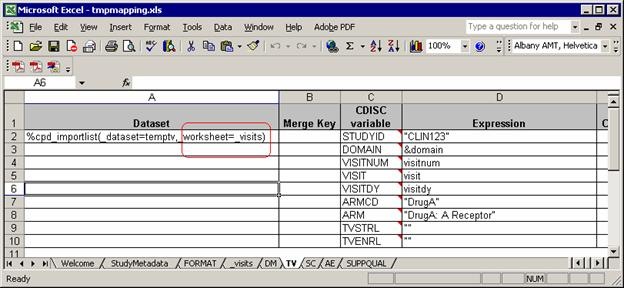 Microsoft Excel - tmpmapping.xls
File Edit View Insert Format Tools Data Window Help Adobe PDF Type a question for help
100% Albany AMT, Helvetica
A6 fx
A B C D
1 Dataset Merge Key CDISC variable Expression C
2 %cpd_importlist(_dataset=temptv,_worksheet=_visits) STUDYID "CLIN123"
3 DOMAIN &domain
4 VISITNUM visitnum
5 VISIT visit
6 VISITDY visitdy
7 ARMCD "DrugA"
8 ARM "DrugA: A Receptor"
9 TVSTRL ""
10 TVENRL ""
11
Welcome / StudyMetadata / FORMAT / _visits / DM \ TV / SC / AE / SUPPQUAL /
Ready NUM